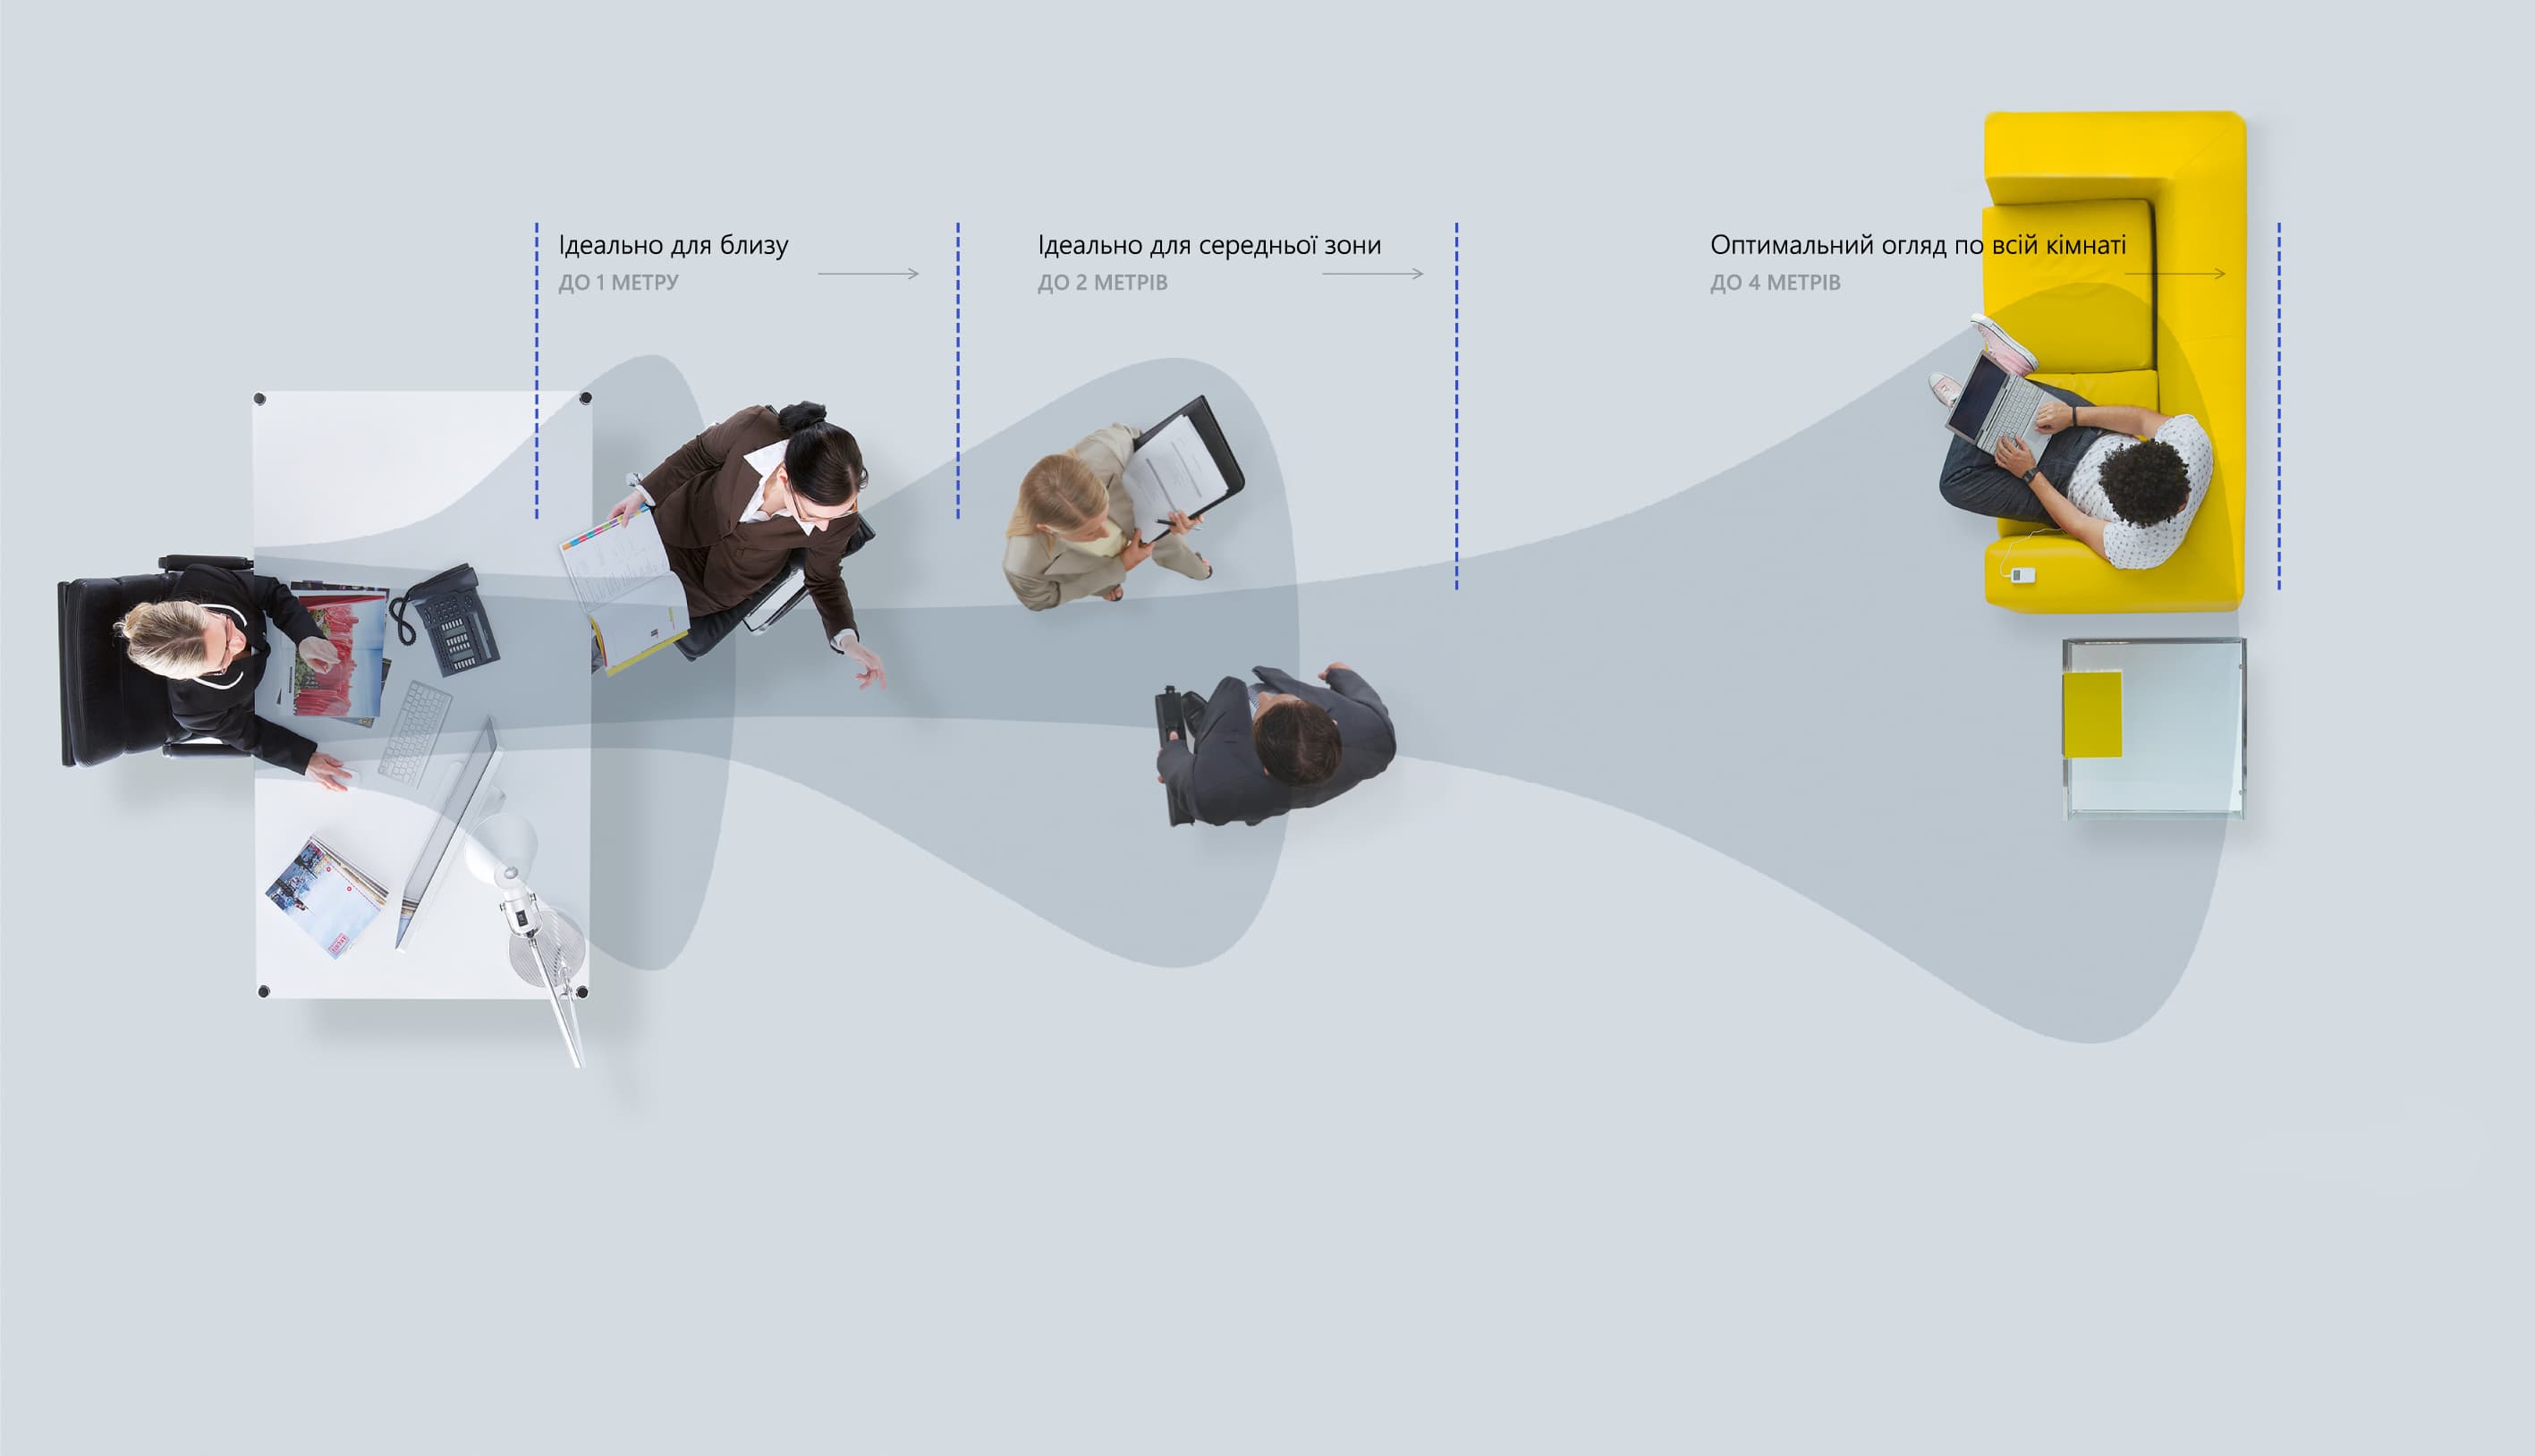 Ідеально для близу
ДО 1 МЕТРУ
Ідеально для середньої зони
ДО 2 МЕТРІВ
Оптимальний огляд по всій кімнаті
ДО 4 МЕТРІВ